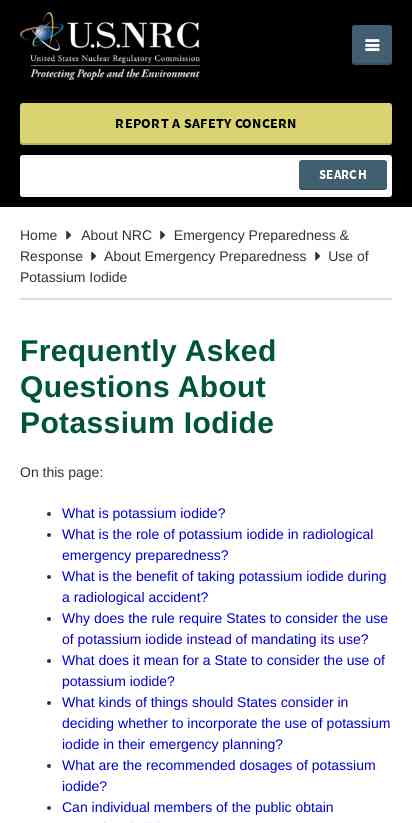 U.S.NRC
United States Nuclear Regulatory Commission
Protecting People and the Environment
REPORT A SAFETY CONCERN
SEARCH
Home About NRC Emergency Preparedness &
Response About Emergency Preparedness Use of
Potassium Iodide
Frequently Asked
Questions About
Potassium Iodide
On this page:
What is potassium iodide?
What is the role of potassium iodide in radiological
emergency preparedness?
What is the benefit of taking potassium iodide during
a radiological accident?
Why does the rule require States to consider the use
of potassium iodide instead of mandating its use?
What does it mean for a State to consider the use of
potassium iodide?
What kinds of things should States consider in
deciding whether to incorporate the use of potassium
iodide in their emergency planning?
What are the recommended dosages of potassium
iodide?
Can individual members of the public obtain